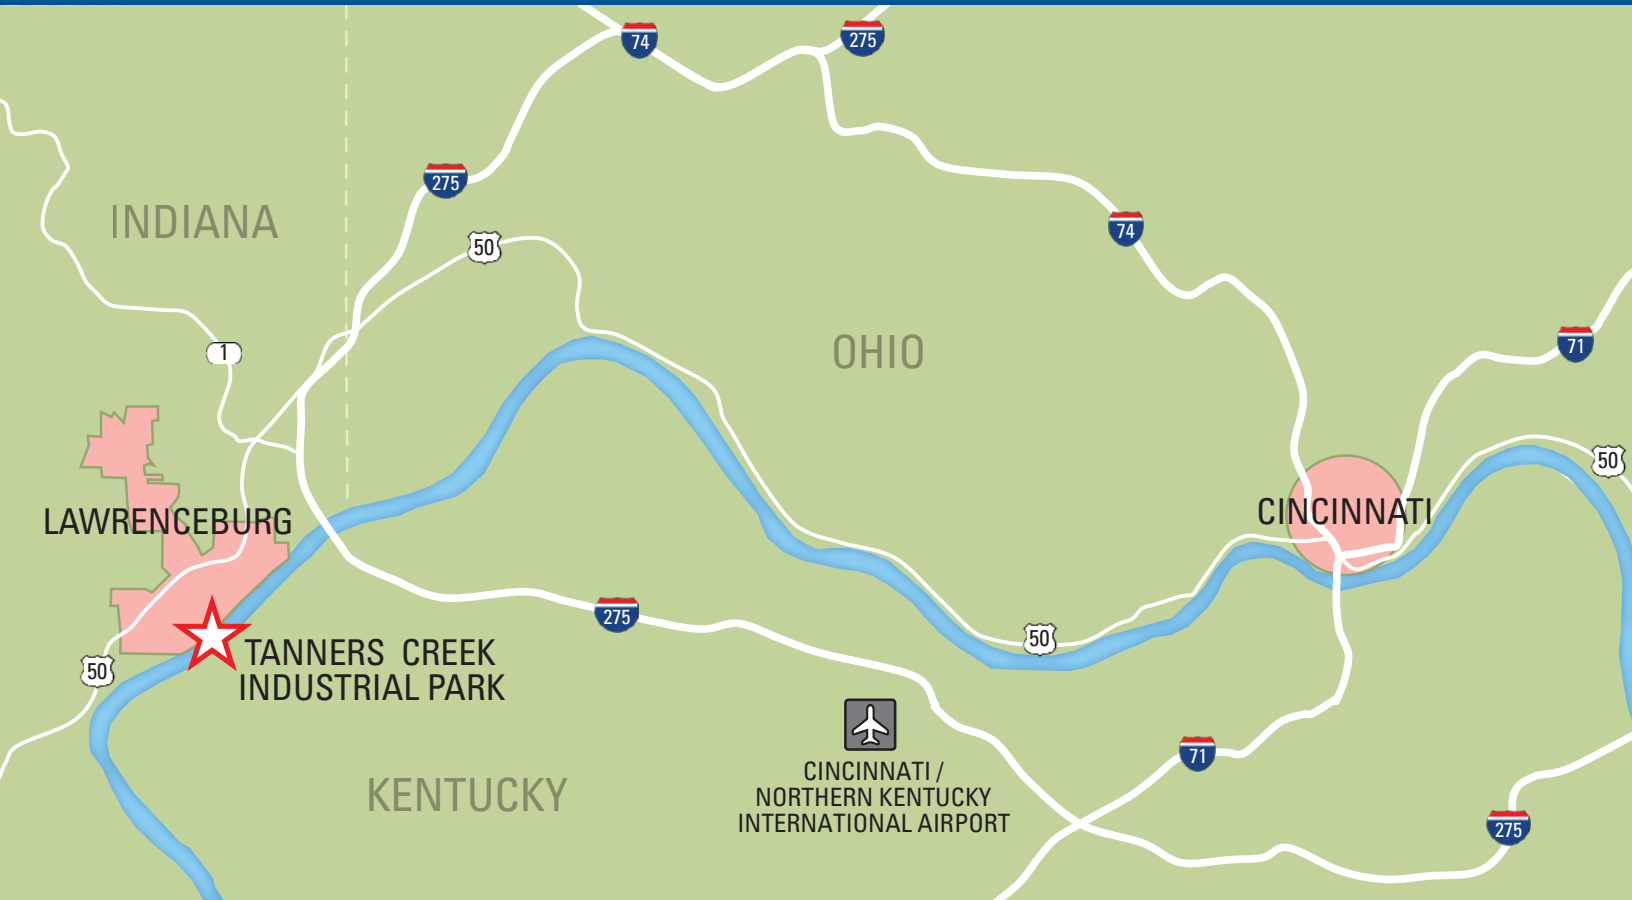 74
275
275
INDIANA
50
74
OHIO
71
1
50
LAWRENCEBURG
CINCINNATI
275
50
TANNERS CREEK
INDUSTRIAL PARK
50
71
CINCINNATI /
NORTHERN KENTUCKY
INTERNATIONAL AIRPORT
KENTUCKY
275